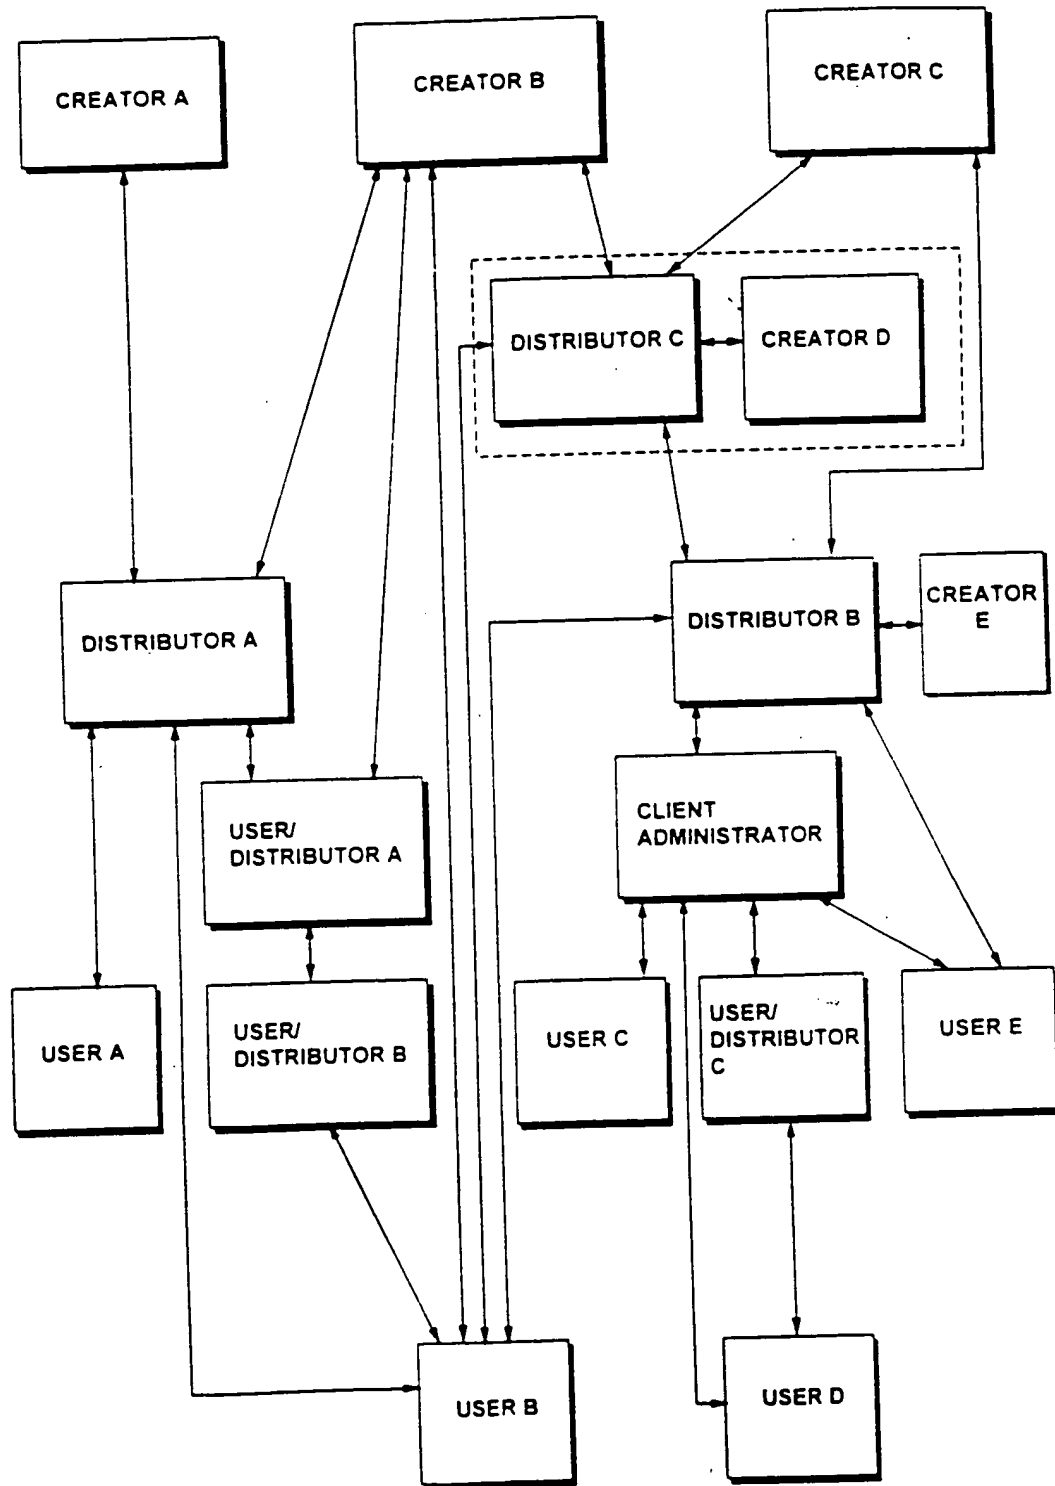 CREATOR A
CREATOR B
CREATOR C
DISTRIBUTOR C
CREATOR D
DISTRIBUTOR A
DISTRIBUTOR B
CREATOR
E
USER/
DISTRIBUTOR A
CLIENT
ADMINISTRATOR
USER A
USER/
DISTRIBUTOR B
USER C
USER/
DISTRIBUTOR
C
USER E
USER B
USER D